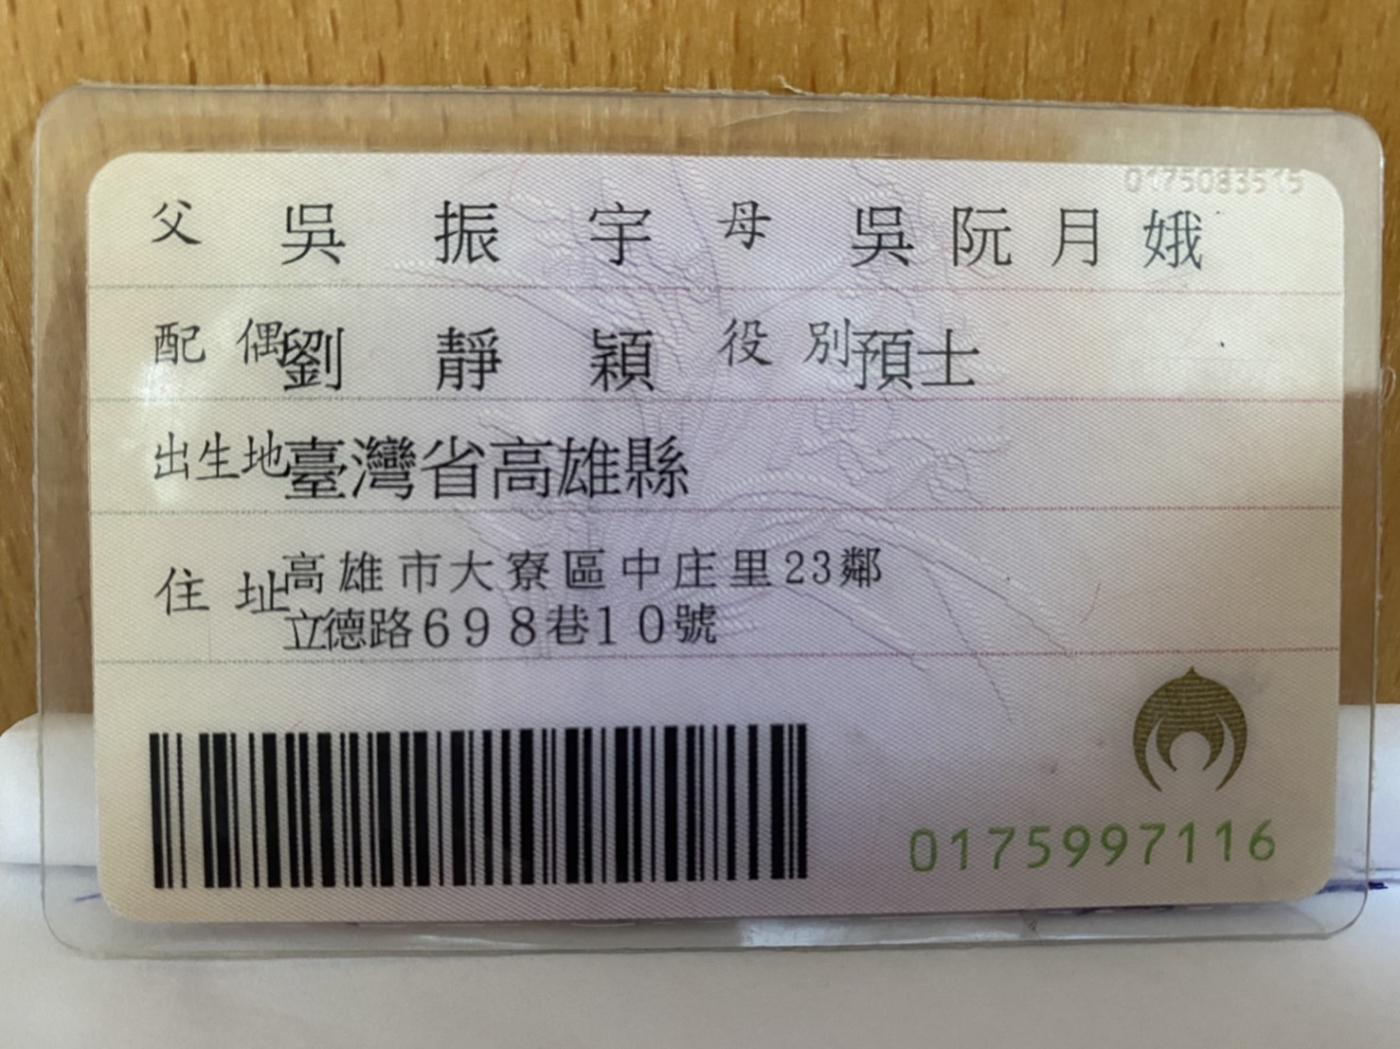 父 吳振宇 母 吳阮月娥
配偶 劉靜穎 役別 預士
出生地 臺灣省高雄縣
住址 高雄市大寮區中庄里23鄰
立德路698巷10號
0175997116